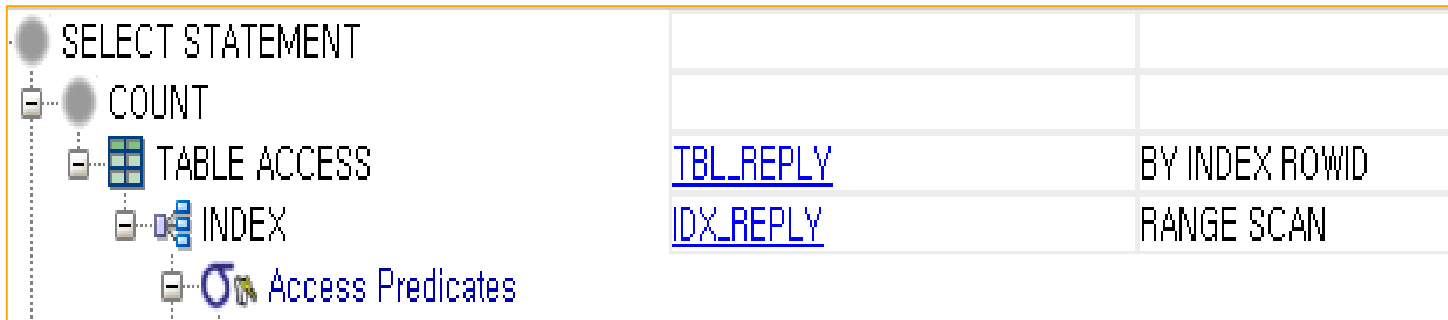 SELECT STATEMENT
COUNT
TABLE ACCESS TBL_REPLY BY INDEX ROWID
INDEX IDX_REPLY RANGE SCAN
Access Predicates